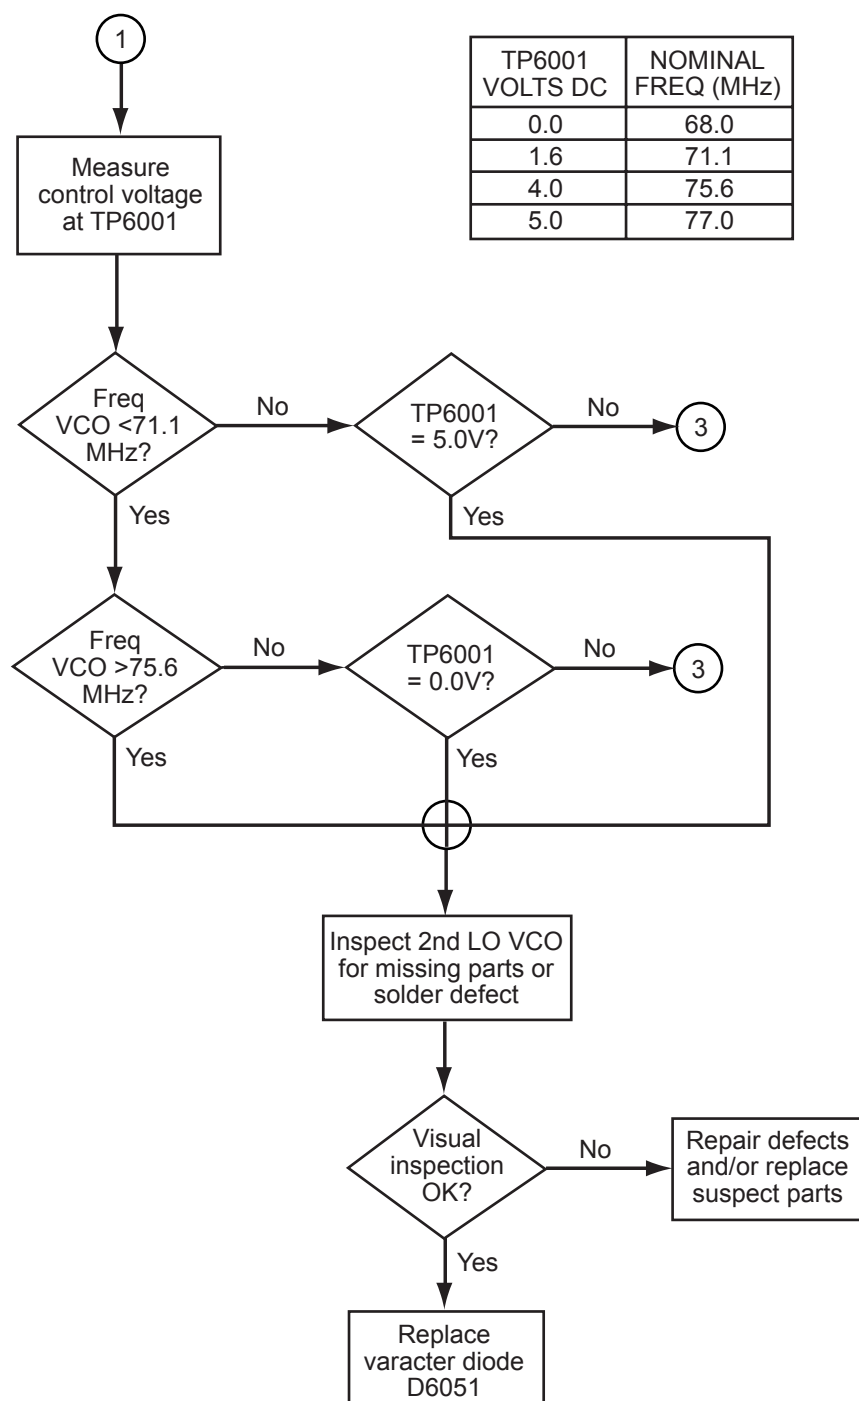 1
TP6001 NOMINAL
VOLTS DC FREQ (MHz)
0.0 68.0
1.6 71.1
4.0 75.6
5.0 77.0
Measure
control voltage
at TP6001
Freq
VCO <71.1
MHz?
No
TP6001
= 5.0V?
No
3
Yes
Yes
Freq
VCO >75.6
MHz?
No
TP6001
= 0.0V?
No
3
Yes
Yes
Inspect 2nd LO VCO
for missing parts or
solder defect
Visual
inspection
OK?
No
Repair defects
and/or replace
suspect parts
Yes
Replace
varacter diode
D6051